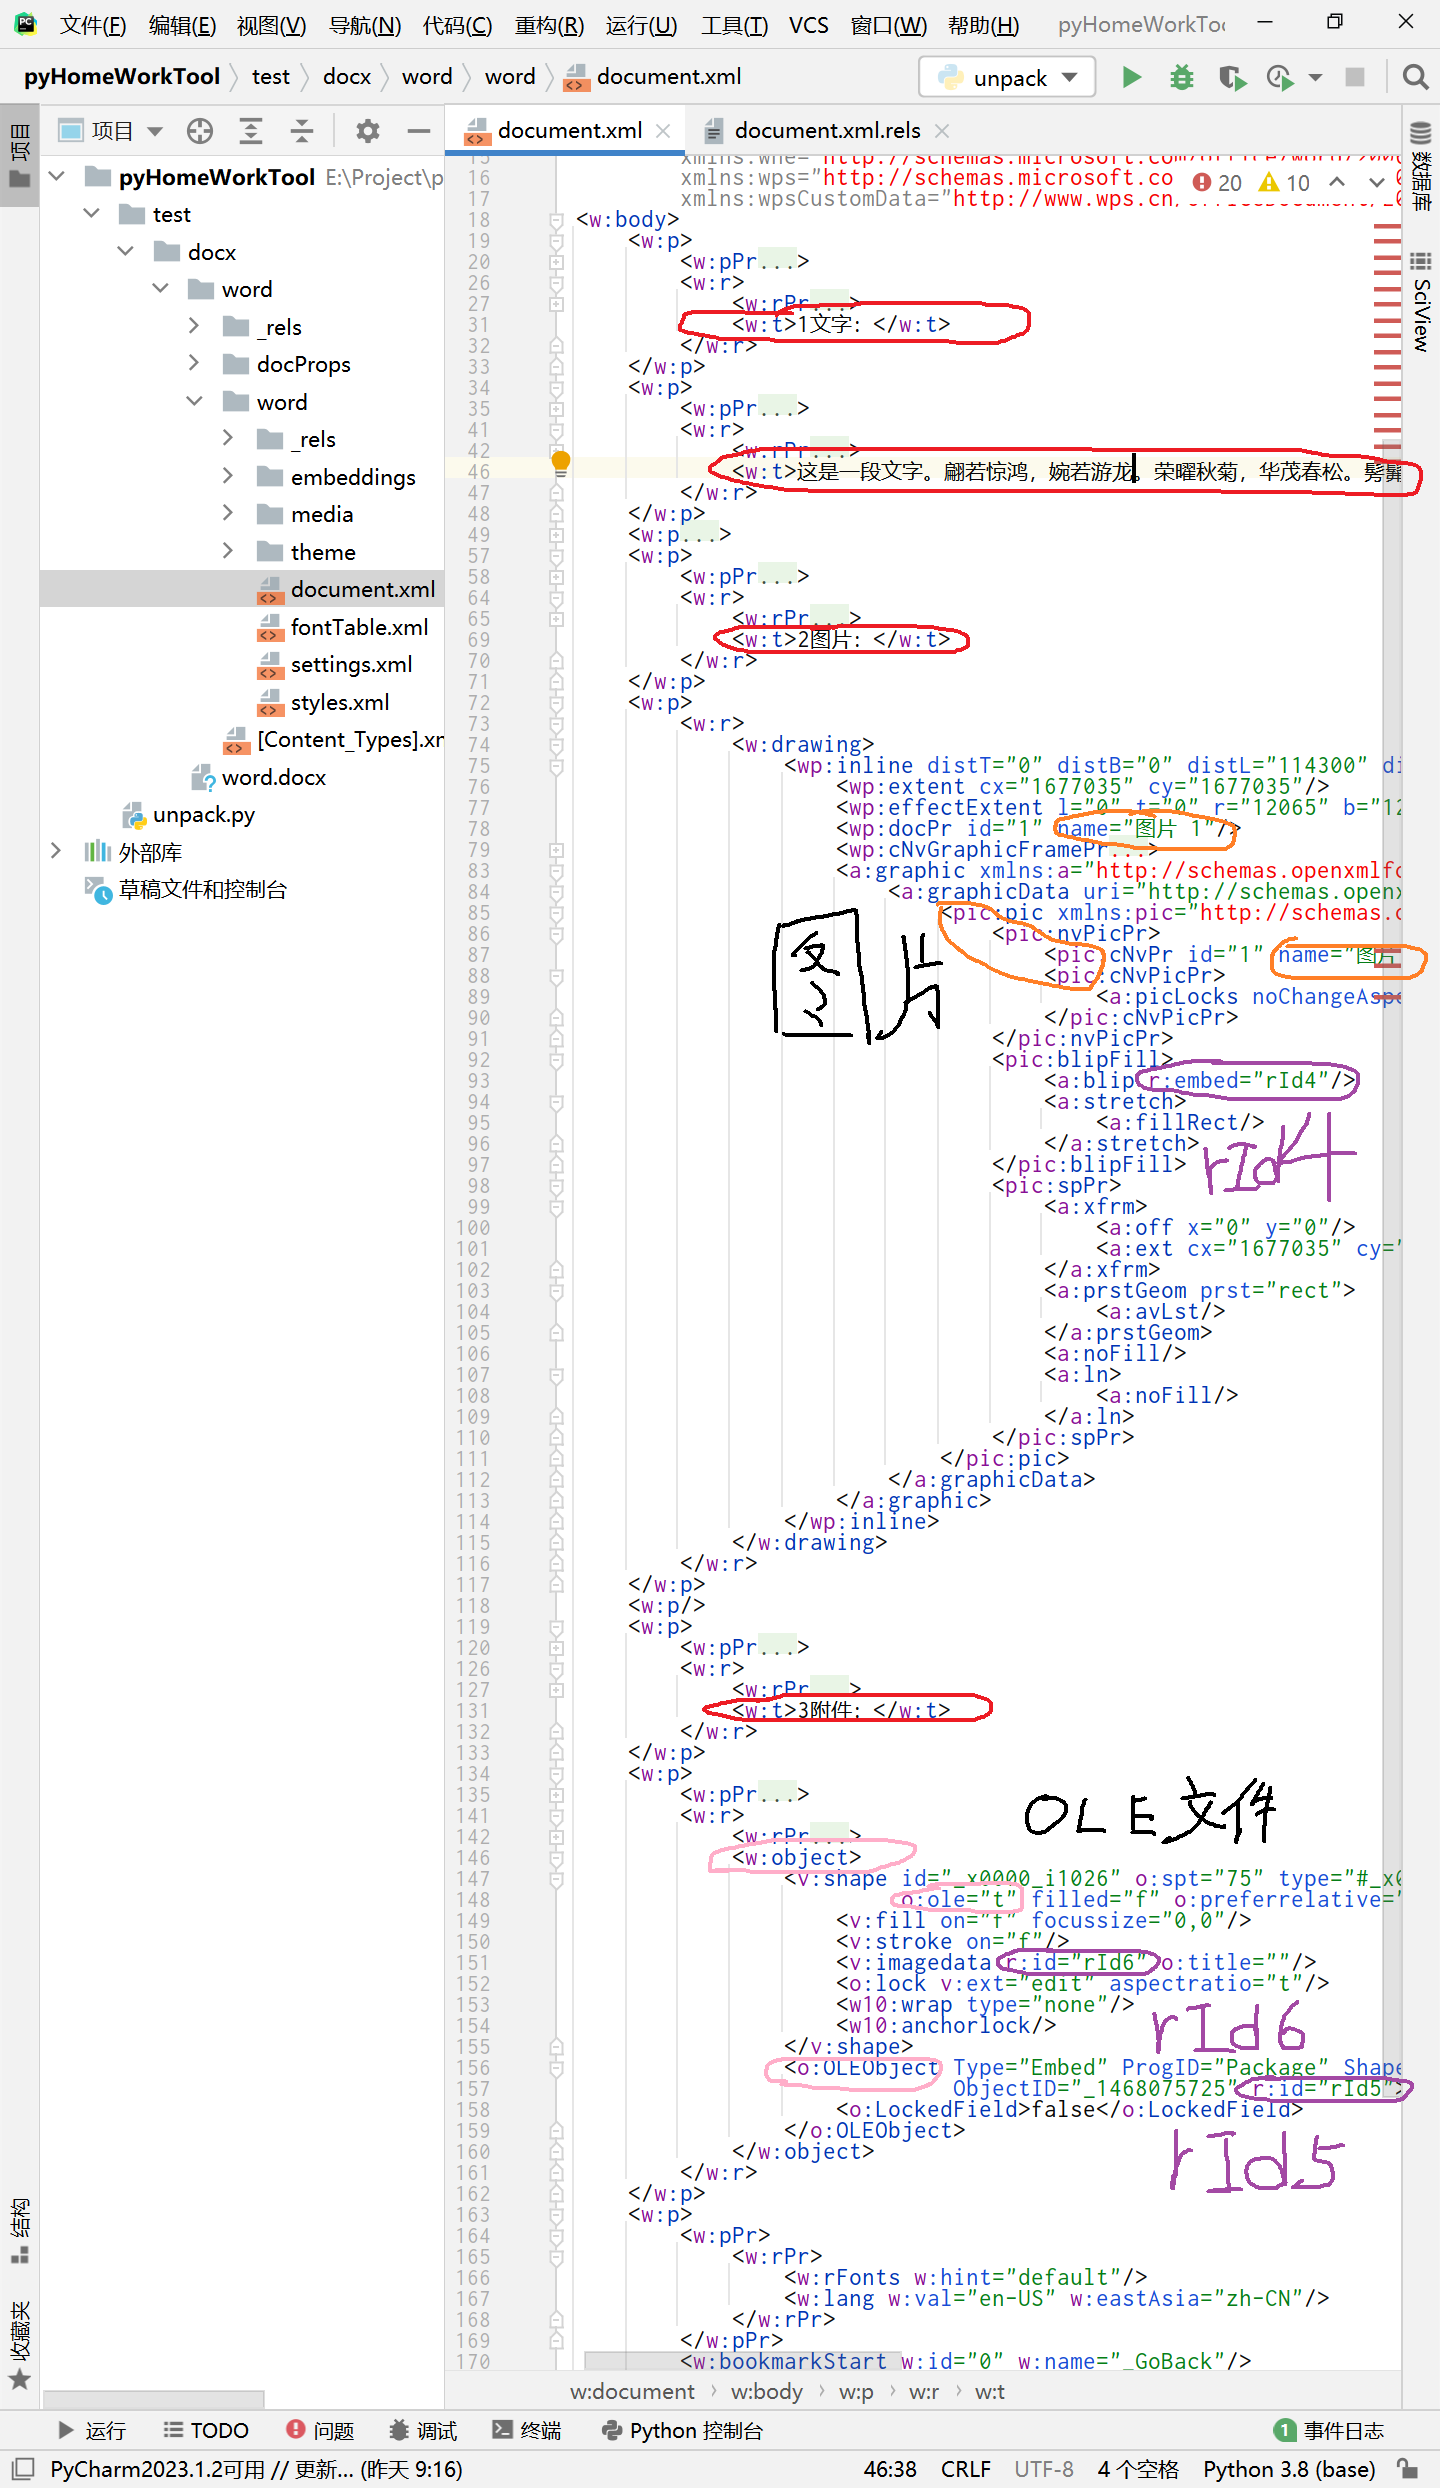 文件(F) 编辑(E) 视图(V) 导航(N) 代码(C) 重构(R) 运行(U) 工具(T) VCS 窗口(W) 帮助(H) pyHomeWorkToo
pyHomeWorkTool test docx word word document.xml unpack
项目 document.xml document.xml.rels
项目
数据库
SciView
结构
收藏夹
pyHomeWorkTool E:\Project\p
test
docx
word
_rels
docProps
word
_rels
embeddings
media
theme
document.xml
fontTable.xml
settings.xml
styles.xml
[Content_Types].xm
word.docx
unpack.py
外部库
草稿文件和控制台
20 10
16 xmlns:wps="http://schemas.microsoft.co
17 xmlns:wpsCustomData="http://www.wps.cn/
18 <w:body>
19 <w:p>
20 <w:pPr...>
26 <w:r>
27 <w:rPr...>
31 <w:t>1文字：</w:t>
32 </w:r>
33 </w:p>
34 <w:p>
35 <w:pPr...>
41 <w:r>
42 <w:rPr...>
46 <w:t>这是一段文字。翩若惊鸿，婉若游龙。荣曜秋菊，华茂春松。髣
47 </w:r>
48 </w:p>
49 <w:p...>
57 <w:p>
58 <w:pPr...>
64 <w:r>
65 <w:rPr...>
69 <w:t>2图片：</w:t>
70 </w:r>
71 </w:p>
72 <w:p>
73 <w:r>
74 <w:drawing>
75 <wp:inline distT="0" distB="0" distL="114300" di
76 <wp:extent cx="1677035" cy="1677035"/>
77 <wp:effectExtent l="0" t="0" r="12065" b="12
78 <wp:docPr id="1" name="图片 1"/>
79 <wp:cNvGraphicFramePr...>
83 <a:graphic xmlns:a="http://schemas.openxmlfo
84 <a:graphicData uri="http://schemas.openx
85 <pic:pic xmlns:pic="http://schemas.o
86 <pic:nvPicPr>
87 <pic:cNvPr id="1" name="图片
88 <pic:cNvPicPr>
89 <a:picLocks noChangeAspe
90 </pic:cNvPicPr>
91 </pic:nvPicPr>
图片
92 <pic:blipFill>
93 <a:blip r:embed="rId4"/>
94 <a:stretch>
95 <a:fillRect/>
96 </a:stretch>
97 </pic:blipFill>
rId4
98 <pic:spPr>
99 <a:xfrm>
100 <a:off x="0" y="0"/>
101 <a:ext cx="1677035" cy="
102 </a:xfrm>
103 <a:prstGeom prst="rect">
104 <a:avLst/>
105 </a:prstGeom>
106 <a:noFill/>
107 <a:ln>
108 <a:noFill/>
109 </a:ln>
110 </pic:spPr>
111 </pic:pic>
112 </a:graphicData>
113 </a:graphic>
114 </wp:inline>
115 </w:drawing>
116 </w:r>
117 </w:p>
118 <w:p/>
119 <w:p>
120 <w:pPr...>
126 <w:r>
127 <w:rPr...>
131 <w:t>3附件：</w:t>
132 </w:r>
133 </w:p>
134 <w:p>
135 <w:pPr...>
141 <w:r>
OLE文件
142 <w:rPr...>
146 <w:object>
147 <v:shape id="_x0000_i1026" o:spt="75" type="#_x0
148 o:ole="t" filled="f" o:preferrelative="
149 <v:fill on="f" focussize="0,0"/>
150 <v:stroke on="f"/>
151 <v:imagedata r:id="rId6" o:title=""/>
152 <o:lock v:ext="edit" aspectratio="t"/>
153 <w10:wrap type="none"/>
154 <w10:anchorlock/>
rId6
155 </v:shape>
156 <o:OLEObject Type="Embed" ProgID="Package" Shape
157 ObjectID="_1468075725" r:id="rId5">
158 <o:LockedField>false</o:LockedField>
159 </o:OLEObject>
160 </w:object>
rId5
161 </w:r>
162 </w:p>
163 <w:p>
164 <w:pPr>
165 <w:rPr>
166 <w:rFonts w:hint="default"/>
167 <w:lang w:val="en-US" w:eastAsia="zh-CN"/>
168 </w:rPr>
169 </w:pPr>
170 <w:bookmarkStart w:id="0" w:name="_GoBack"/>
w:document w:body w:p w:r w:t
运行 TODO 问题 调试 终端 Python 控制台 1 事件日志
PyCharm2023.1.2可用 // 更新... (昨天 9:16) 46:38 CRLF UTF-8 4 个空格 Python 3.8 (base)